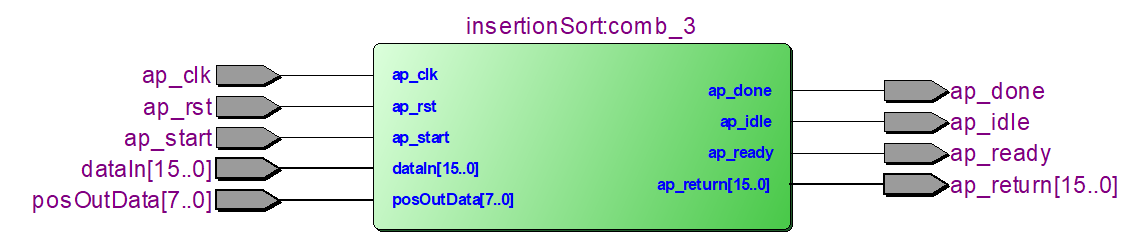 insertionSort:comb_3
ap_clk ap_clk
ap_done ap_done
ap_rst ap_rst
ap_idle ap_idle
ap_start ap_start
ap_ready ap_ready
dataIn[15..0] dataIn[15..0]
ap_return[15..0] ap_return[15..0]
posOutData[7..0] posOutData[7..0]